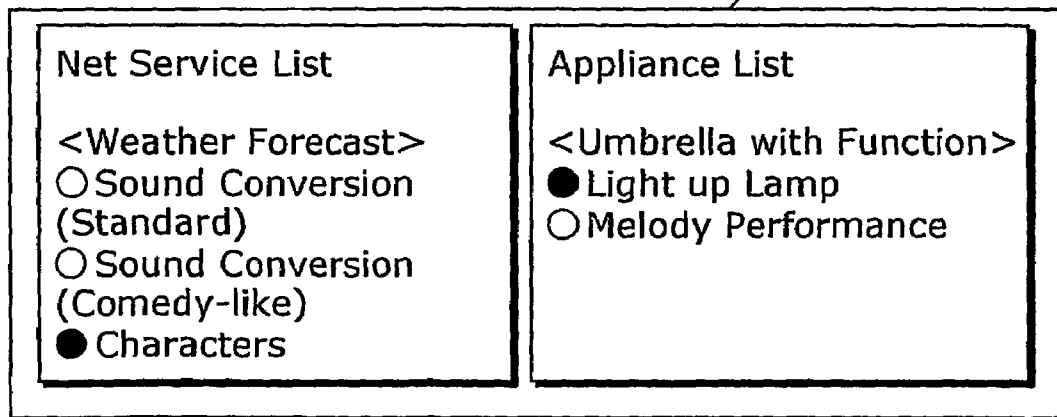 Net Service List
<Weather Forecast>
○Sound Conversion
(Standard)
○Sound Conversion
(Comedy-like)
●Characters
Appliance List
<Umbrella with Function>
●Light up Lamp
○Melody Performance